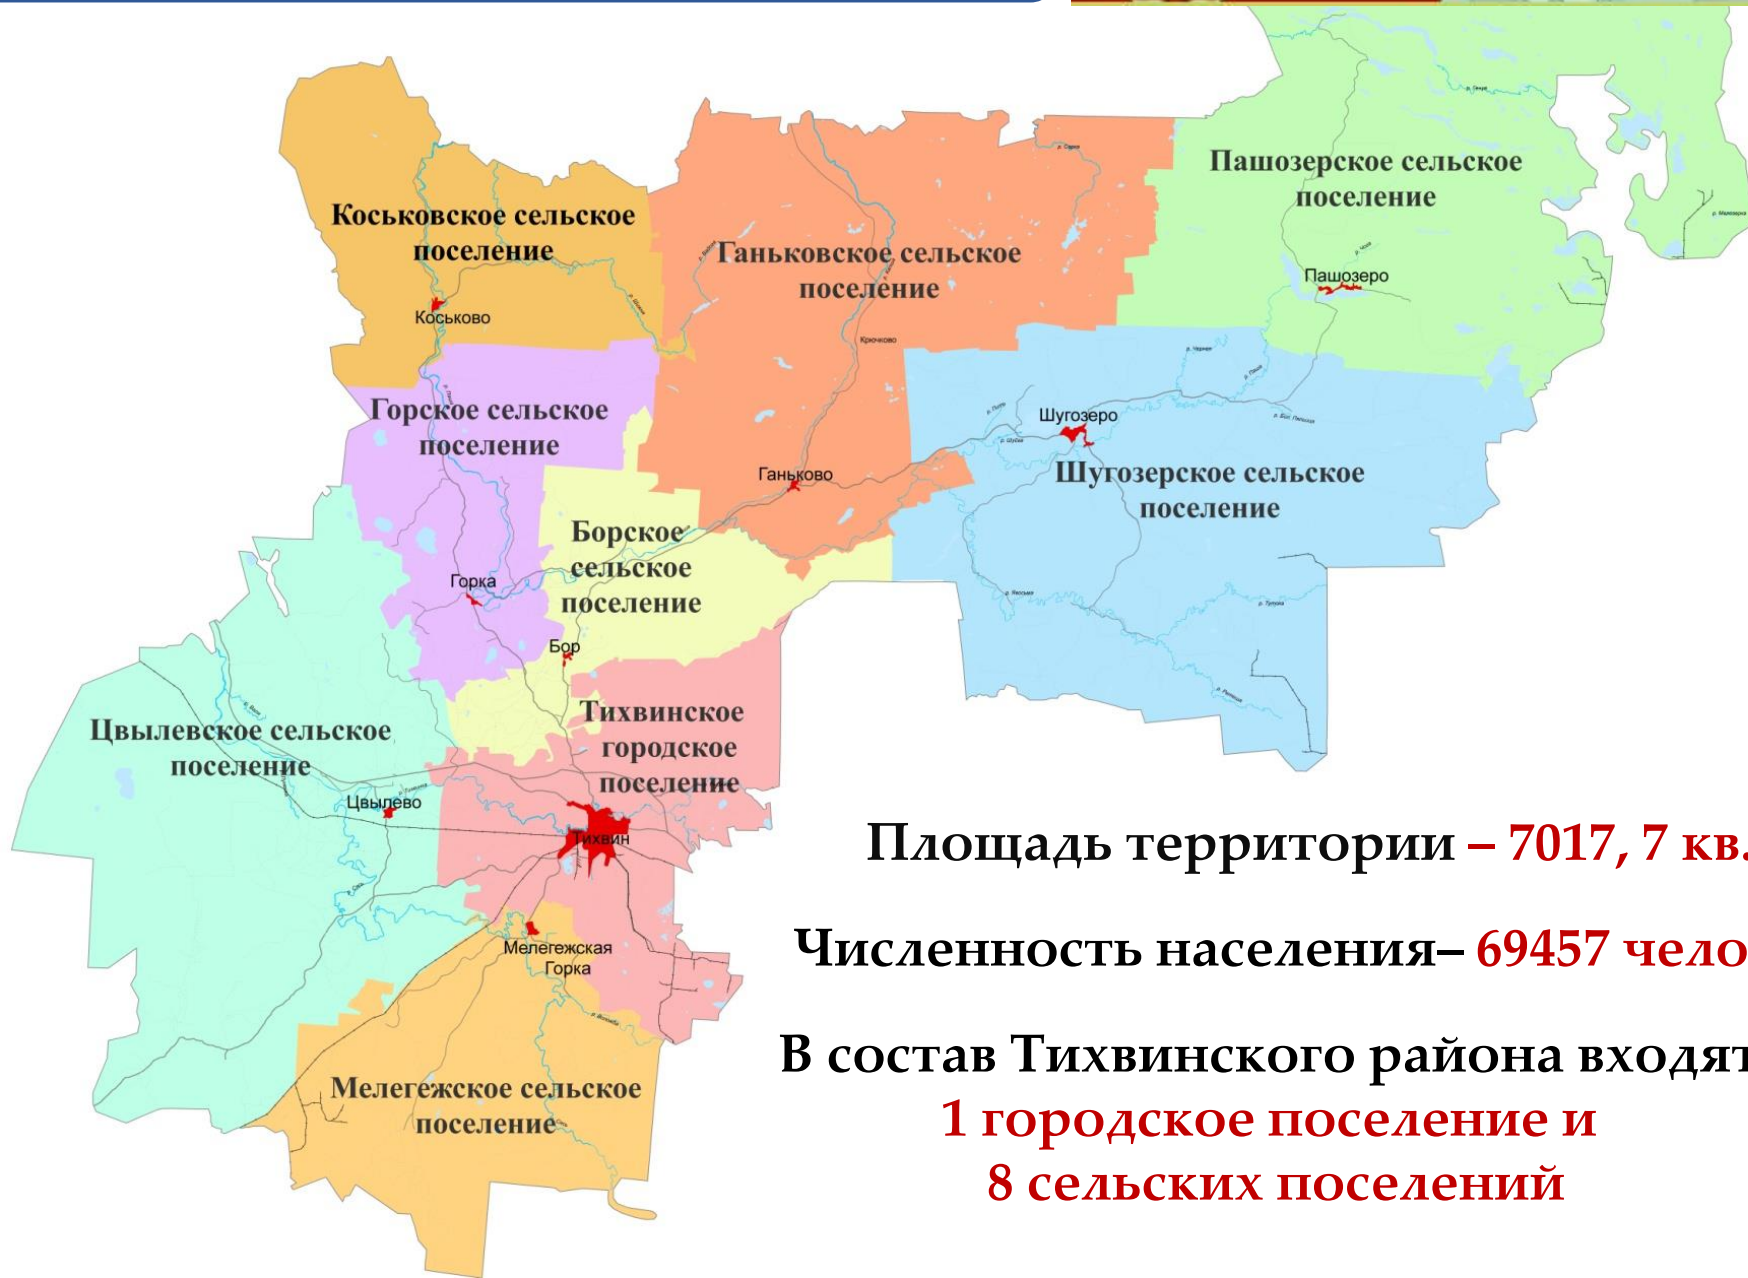 Пашозерское сельское
поселение
Коськовское сельское
поселение
Ганьковское сельское
поселение
Пашозеро
Коськово
Крючково
Горское сельское
поселение
Шугозеро
Шугозерское сельское
поселение
Ганьково
Борское
сельское
поселение
Горка
Бор
Тихвинское
городское
поселение
Цвылевское сельское
поселение
Цвылево
Тихвин
Мелегежская
Горка
Мелегежское сельское
поселение
Площадь территории – 7017, 7 кв.
Численность населения– 69457 чело
В состав Тихвинского района входят
1 городское поселение и
8 сельских поселений